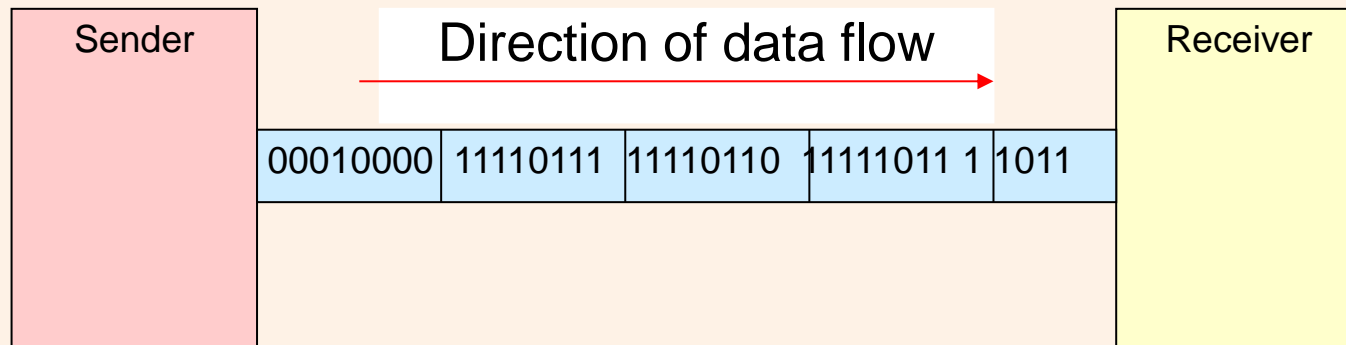 Sender
Direction of data flow
Receiver
00010000 11110111 11110110 11111011 1 1011